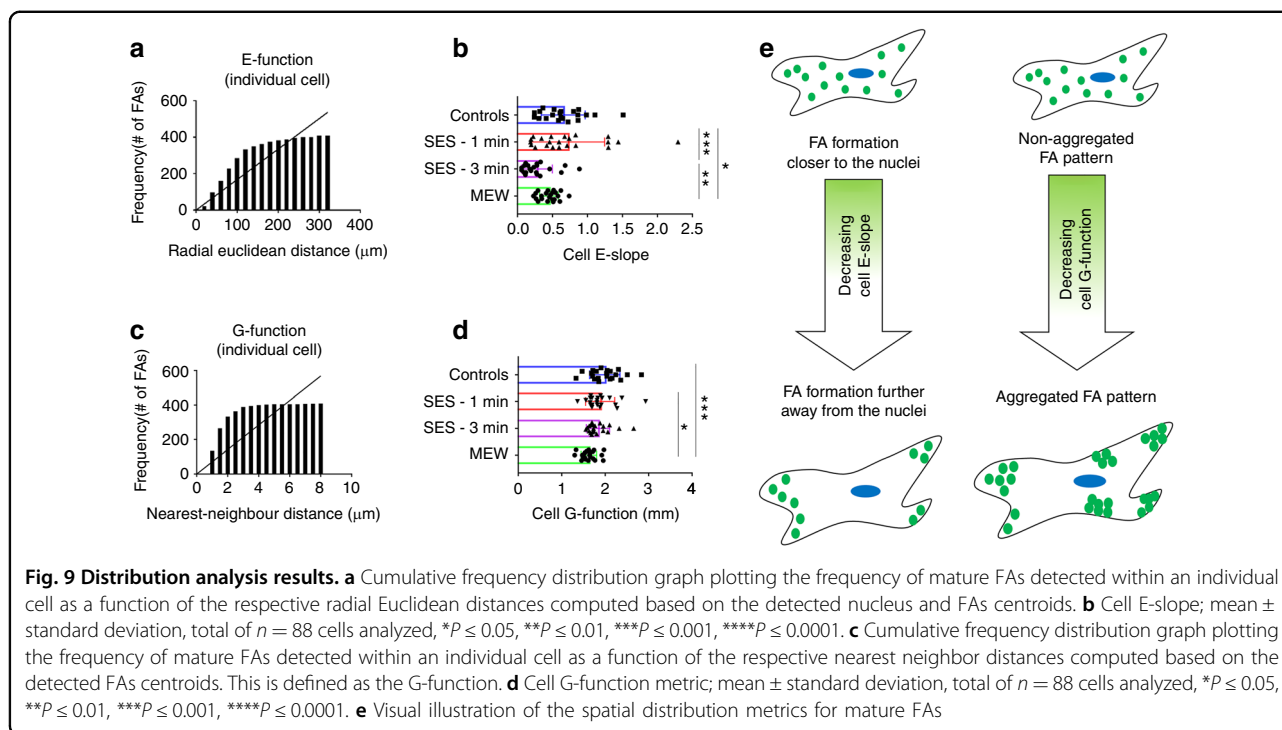 a
E-function
(individual cell)
600
400
200
0
0 100 200 300 400
Frequency(# of FAs)
Radial euclidean distance (μm)
b
Controls
SES - 1 min
SES - 3 min
MEW
0.0 0.5 1.0 1.5 2.0 2.5
Cell E-slope
***
**
*
c
G-function
(individual cell)
600
400
200
0
0 2 4 6 8 10
Frequency(# of FAs)
Nearest-neighbour distance (μm)
d
Controls
SES - 1 min
SES - 3 min
MEW
0 1 2 3 4
Cell G-function (mm)
*
***
e
FA formation
closer to the nuclei
Decreasing
cell E-slope
FA formation further
away from the nuclei
Non-aggregated
FA pattern
Decreasing
cell G-function
Aggregated FA pattern
Fig. 9 Distribution analysis results. a Cumulative frequency distribution graph plotting the frequency of mature FAs detected within an individual
cell as a function of the respective radial Euclidean distances computed based on the detected nucleus and FAs centroids. b Cell E-slope; mean ±
standard deviation, total of n = 88 cells analyzed, *P ≤ 0.05, **P ≤ 0.01, ***P ≤ 0.001, ****P ≤ 0.0001. c Cumulative frequency distribution graph plotting
the frequency of mature FAs detected within an individual cell as a function of the respective nearest neighbor distances computed based on the
detected FAs centroids. This is defined as the G-function. d Cell G-function metric; mean ± standard deviation, total of n = 88 cells analyzed, *P ≤ 0.05,
**P ≤ 0.01, ***P ≤ 0.001, ****P ≤ 0.0001. e Visual illustration of the spatial distribution metrics for mature FAs